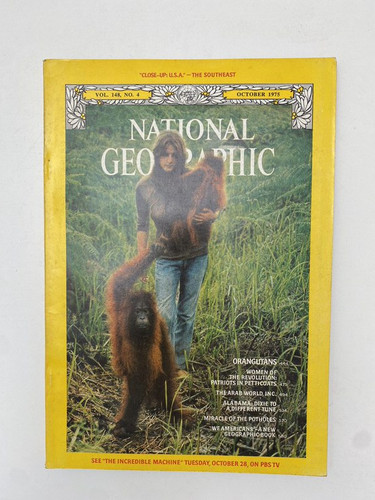 "CLOSE-UP: U.S.A." – THE SOUTHEAST
VOL. 148, NO. 4
OCTOBER 1975
NATIONAL
GEOGRAPHIC
ORANGUTANS
WOMEN OF
THE REVOLUTION:
PATRIOTS IN PETTICOATS
THE ARAB WORLD, INC.
ALABAMA: DIXIE TO
A DIFFERENT TUNE
MIRACLE OF THE POTHOLES
"WE AMERICANS"-A NEW
GEOGRAPHIC BOOK
SEE "THE INCREDIBLE MACHINE" TUESDAY, OCTOBER 28, ON PBS TV